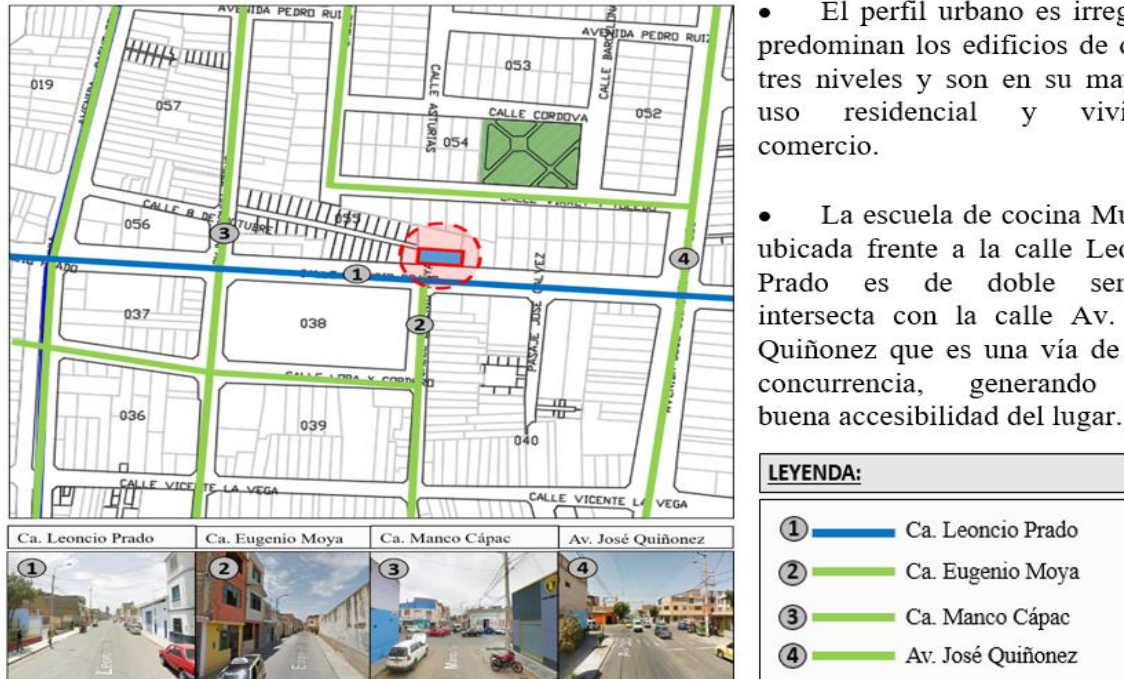 AVENIDA PEDRO RUIZ
AVENIDA PEDRO RUIZ
019
057
053
052
CALLE ASTURIAS
CALLE BARCELONA
CALLE CORDOVA
054
056
CALLE 8 DE OCTUBRE
055
3
4
1
2
037
038
PASAJE JOSE GALVEZ
CALLE LORA Y CORDERO
036
039
040
CALLE VICENTE LA VEGA
CALLE VICENTE LA VEGA
Ca. Leoncio Prado
Ca. Eugenio Moya
Ca. Manco Cápac
Av. José Quiñonez
1
2
3
4
• El perfil urbano es
predominan los edificios de
tres niveles y son en su
uso residencial y
comercio.
• La escuela de cocina
ubicada frente a la calle
Prado es de doble
intersecta con la calle Av.
Quiñonez que es una vía de
concurrencia, generando
buena accesibilidad del lugar.
LEYENDA:
1 Ca. Leoncio Prado
2 Ca. Eugenio Moya
3 Ca. Manco Cápac
4 Av. José Quiñonez